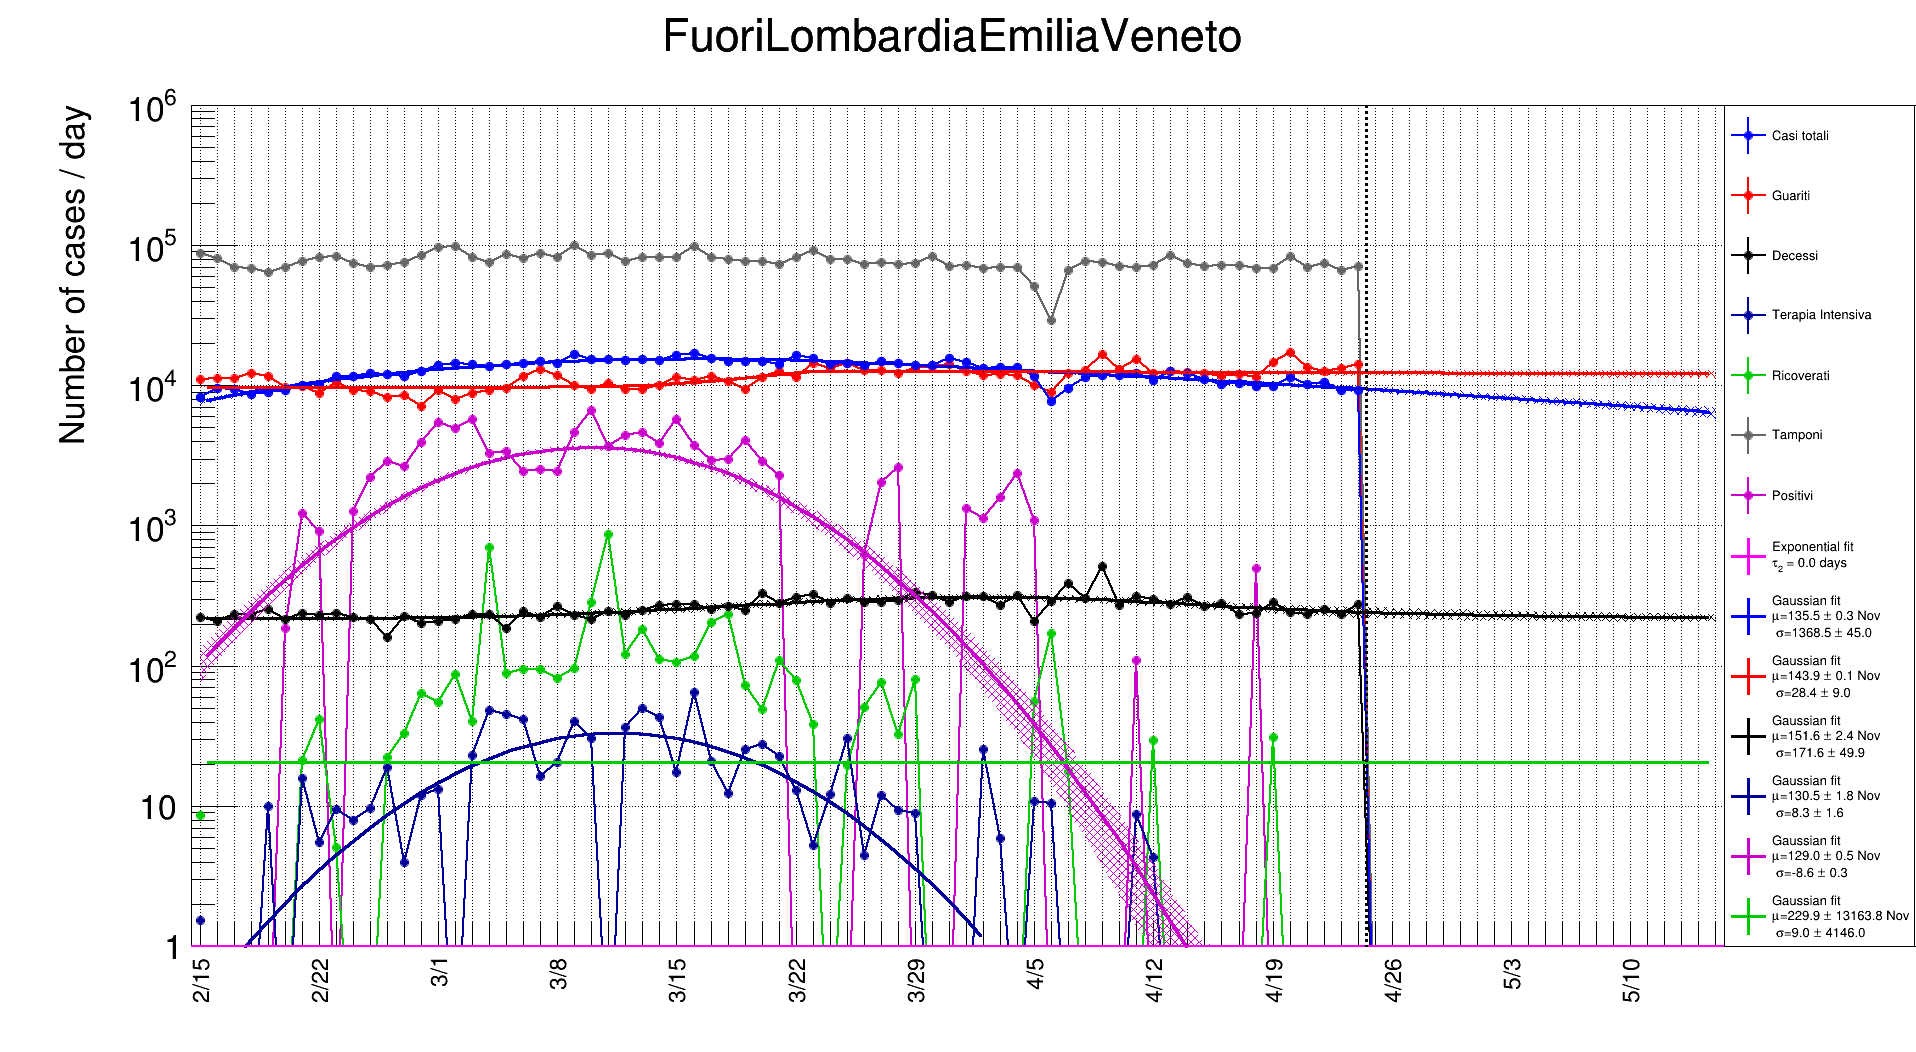 FuoriLombardiaEmiliaVeneto
Number of cases / day
10^6
10^5
10^4
10^3
10^2
10
1
2/15
2/22
3/1
3/8
3/15
3/22
3/29
4/5
4/12
4/19
4/26
5/3
5/10
Casi totali
Guariti
Decessi
Terapia Intensiva
Ricoverati
Tamponi
Positivi
Exponential fit
τ_2 = 0.0 days
Gaussian fit
μ=135.5 ± 0.3 Nov
σ=1368.5 ± 45.0
Gaussian fit
μ=143.9 ± 0.1 Nov
σ=28.4 ± 9.0
Gaussian fit
μ=151.6 ± 2.4 Nov
σ=171.6 ± 49.9
Gaussian fit
μ=130.5 ± 1.8 Nov
σ=8.3 ± 1.6
Gaussian fit
μ=129.0 ± 0.5 Nov
σ=-8.6 ± 0.3
Gaussian fit
μ=229.9 ± 13163.8 Nov
σ=9.0 ± 4146.0